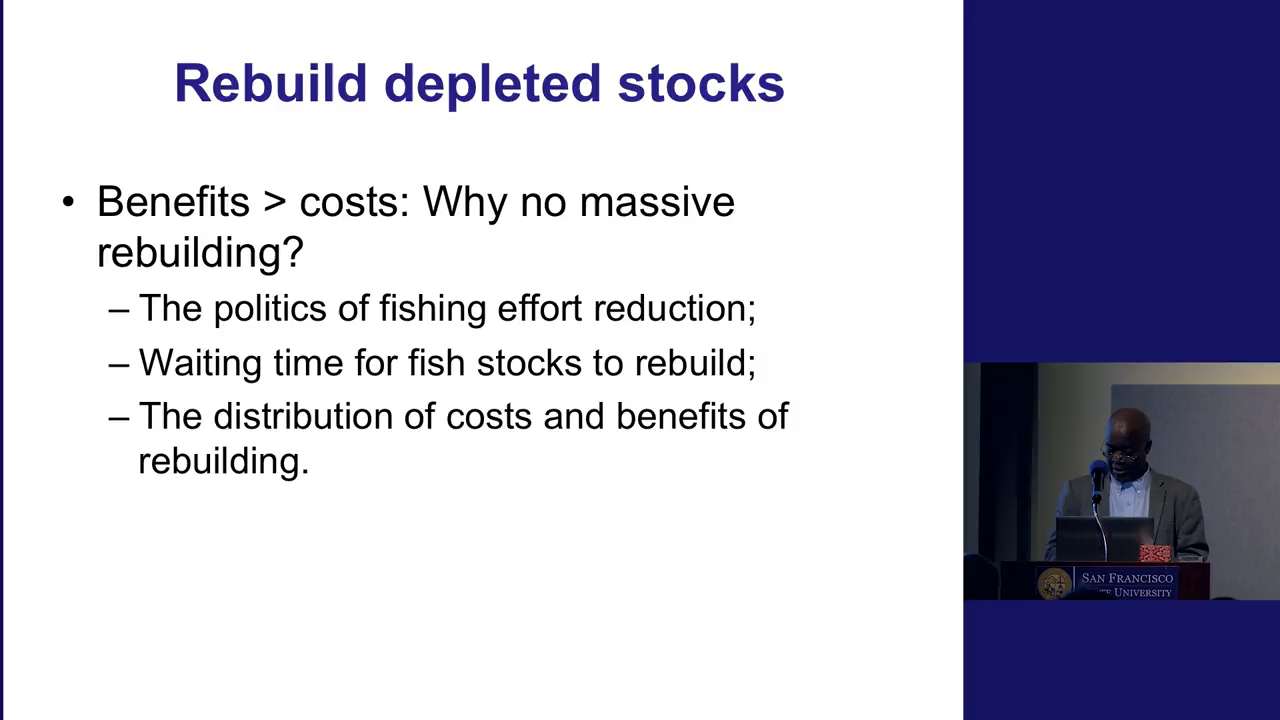 Rebuild depleted stocks
• Benefits > costs: Why no massive
rebuilding?
– The politics of fishing effort reduction;
– Waiting time for fish stocks to rebuild;
– The distribution of costs and benefits of
rebuilding.
SAN FRANCISCO
UNIVERSITY